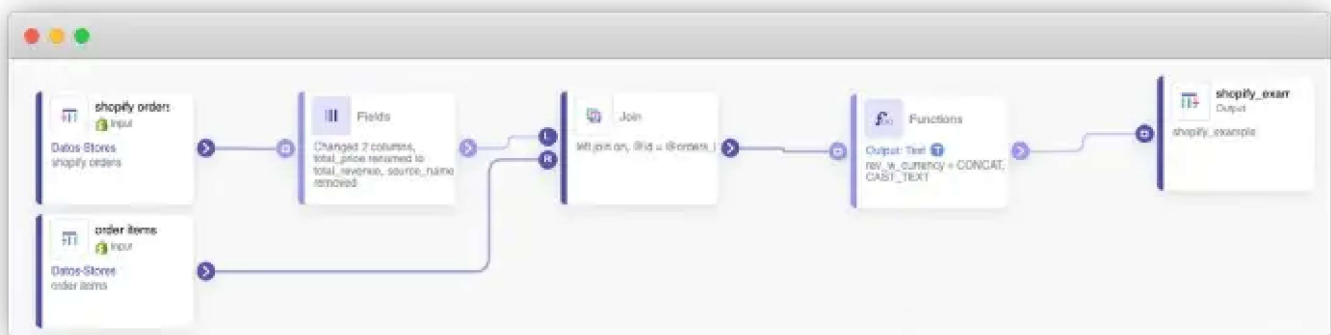 shopify orders
Input
Datos-Stores
shopify orders
Fields
Changed 2 columns,
total_price renamed to
total_revenue, source_name
removed
L
R
Join
left join on, @id = @orders_i
Functions
Output: Text T
rev_w_currency = CONCAT,
CAST_TEXT
shopify_exam
Output
shopify_example
order items
Input
Datos-Stores
order items